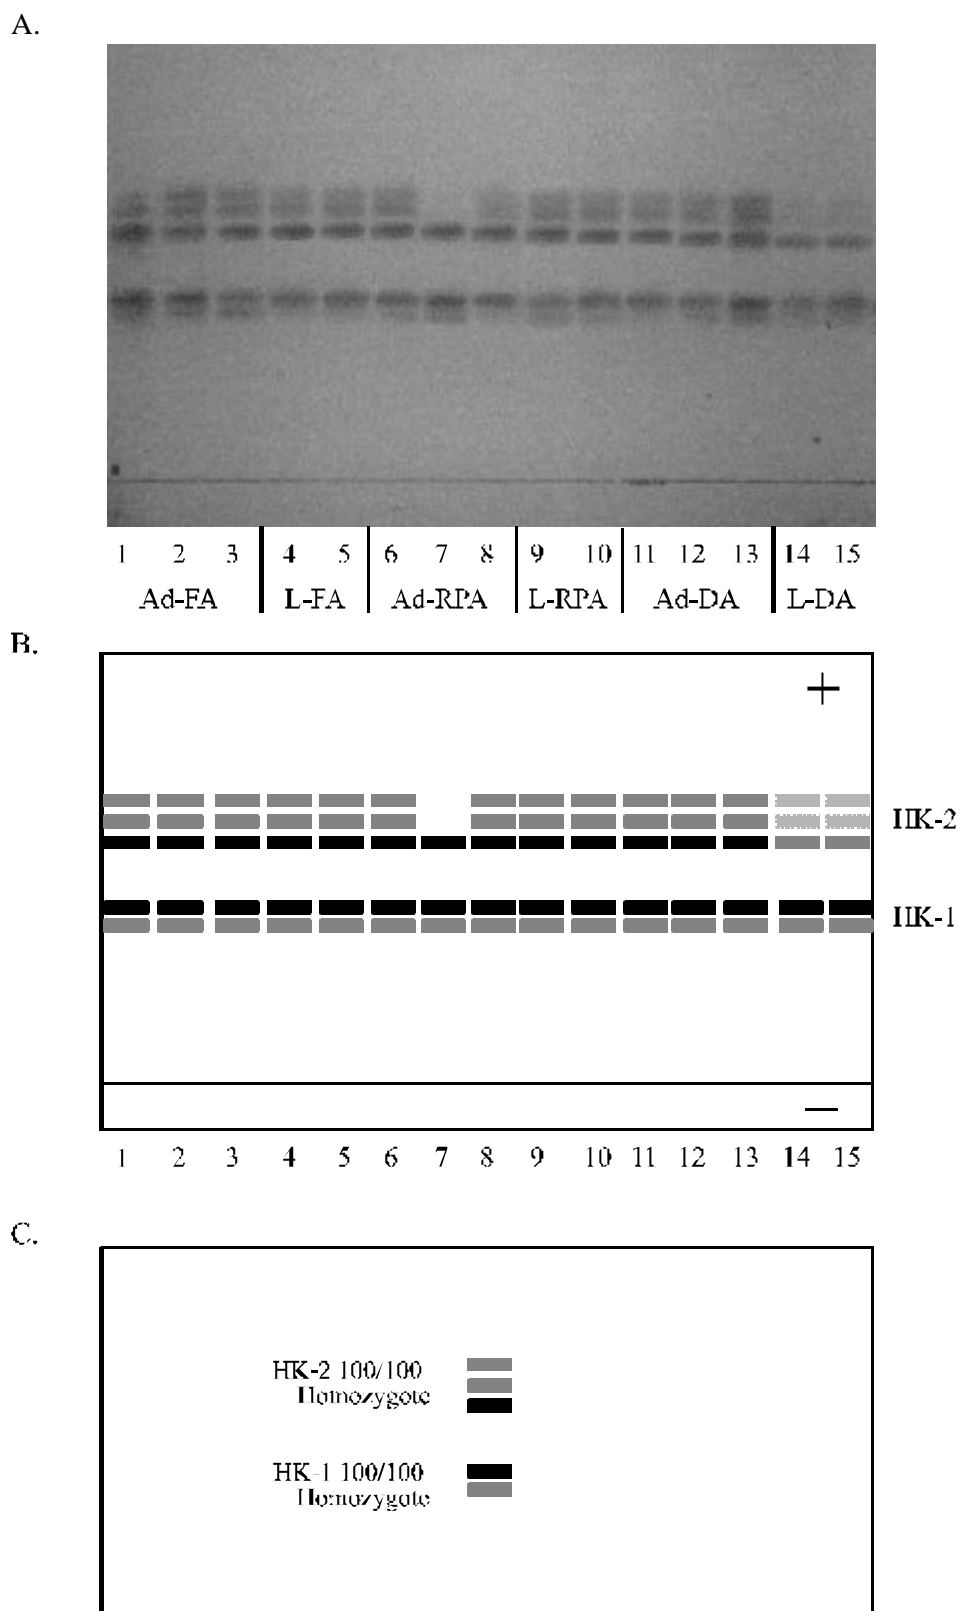 A.
1 2 3 4 5 6 7 8 9 10 11 12 13 14 15
Ad-FA L-FA Ad-RPA L-RPA Ad-DA L-DA
B.
+
HK-2
HK-1
—
1 2 3 4 5 6 7 8 9 10 11 12 13 14 15
C.
HK-2 100/100
Homozygote
HK-1 100/100
Homozygote